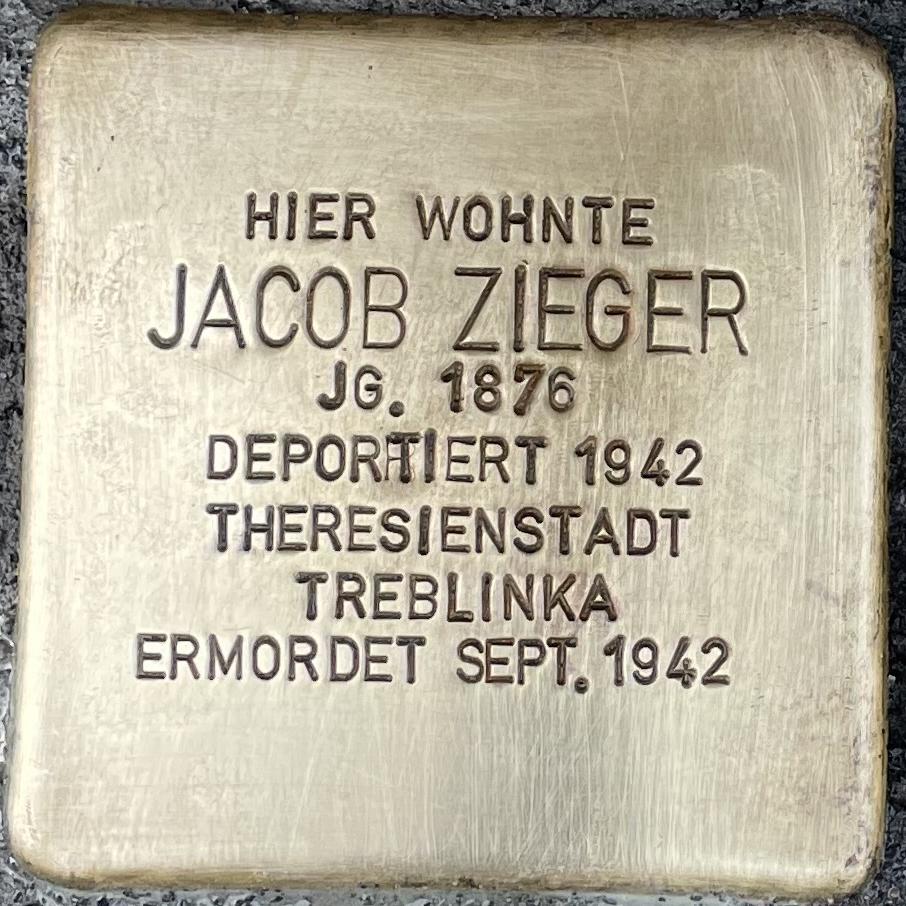 HIER WOHNTE
JACOB ZIEGER
JG. 1876
DEPORTIERT 1942
THERESIENSTADT
TREBLINKA
ERMORDET SEPT. 1942